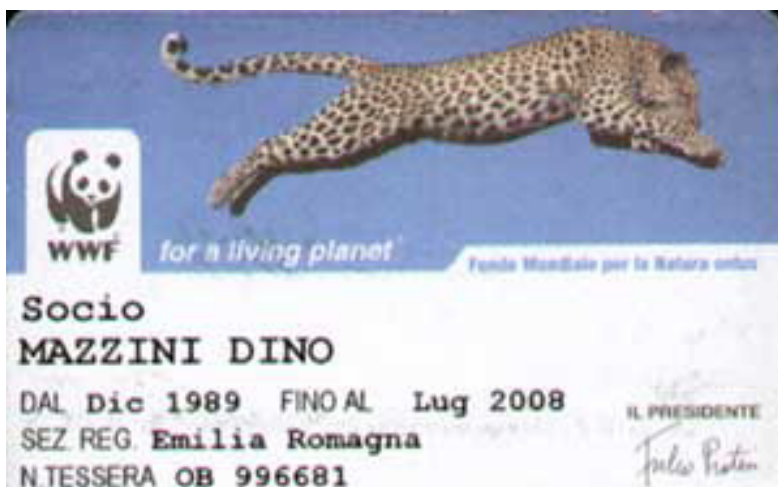 WWF
for a living planet
Fondo Mondiale per la Natura onlus
Socio
MAZZINI DINO
DAL Dic 1989 FINO AL Lug 2008
IL PRESIDENTE
SEZ. REG. Emilia Romagna
N.TESSERA OB 996681